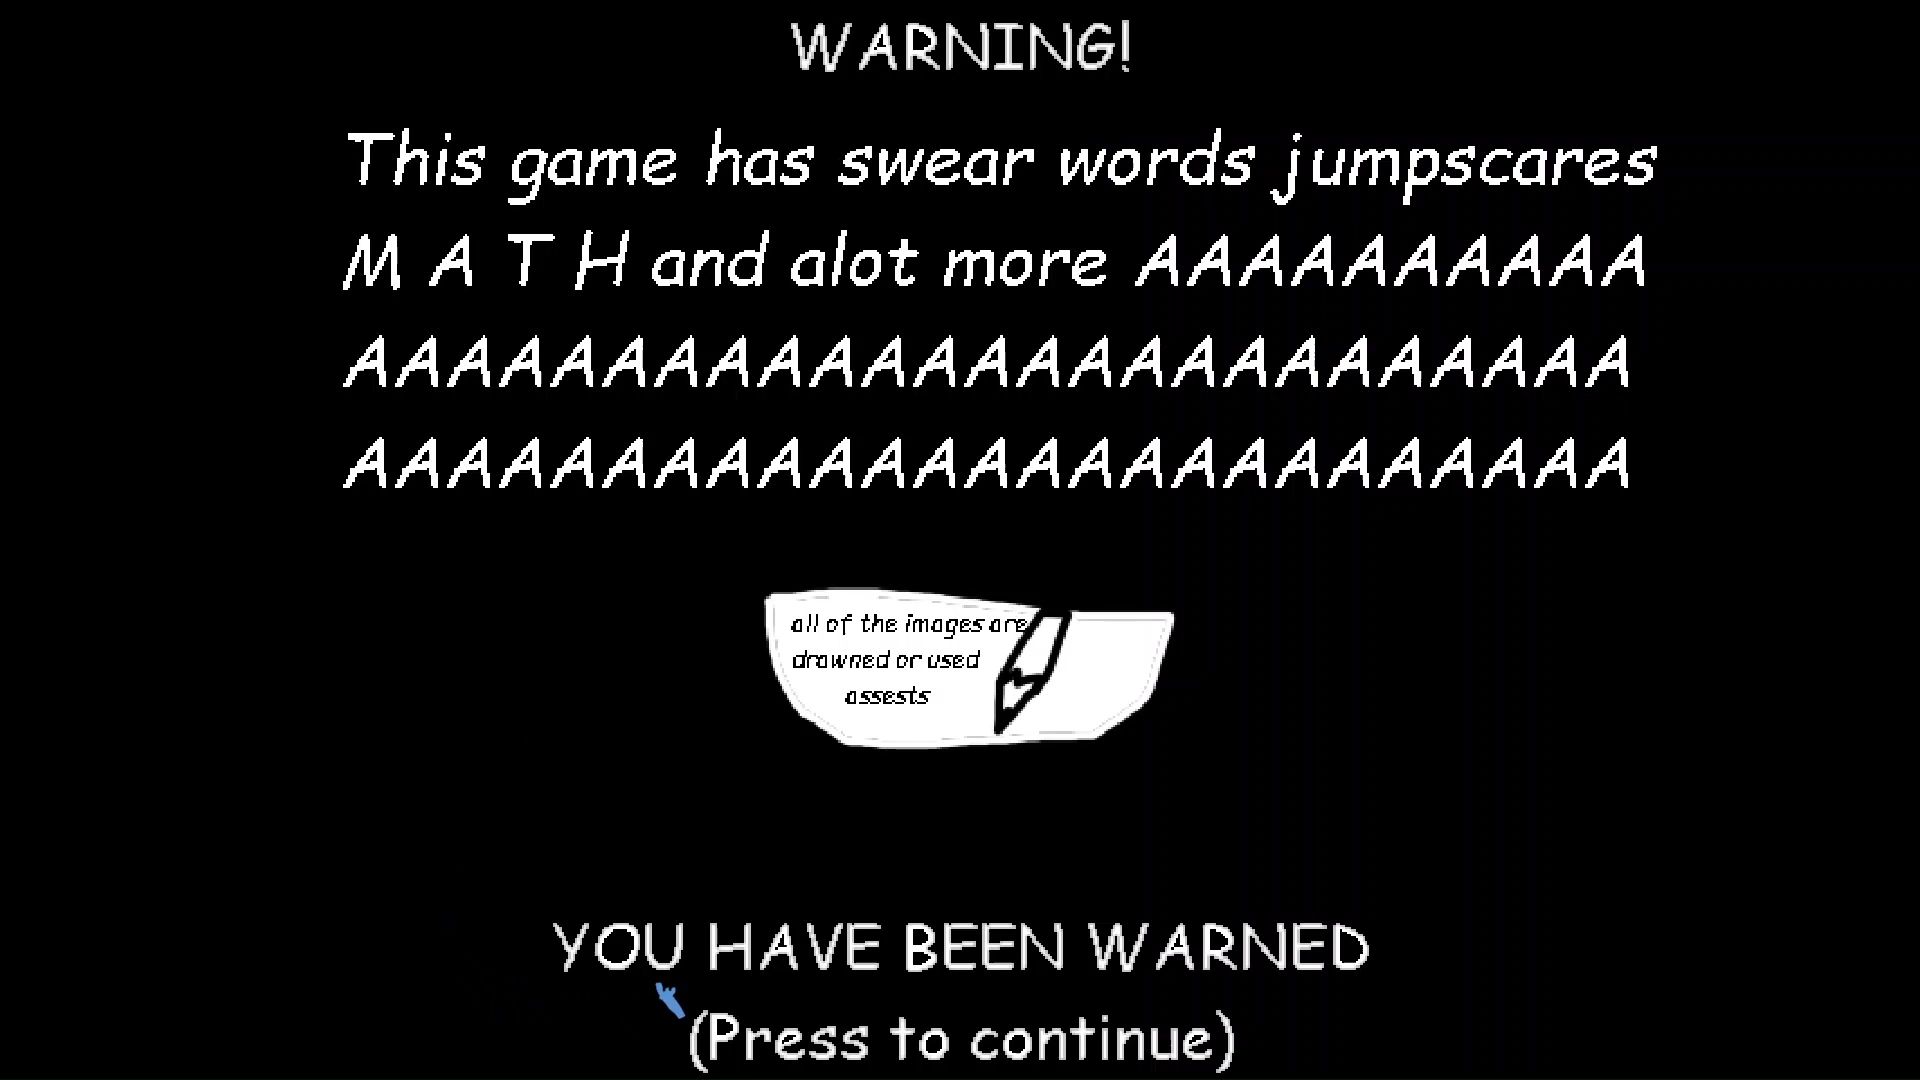 WARNING!
This game has swear words jumpscares
M A T H and alot more AAAAAAAAAA
AAAAAAAAAAAAAAAAAAAAAAAAA
AAAAAAAAAAAAAAAAAAAAAAAAA
all of the images are
drawned or used
assests
YOU HAVE BEEN WARNED
(Press to continue)